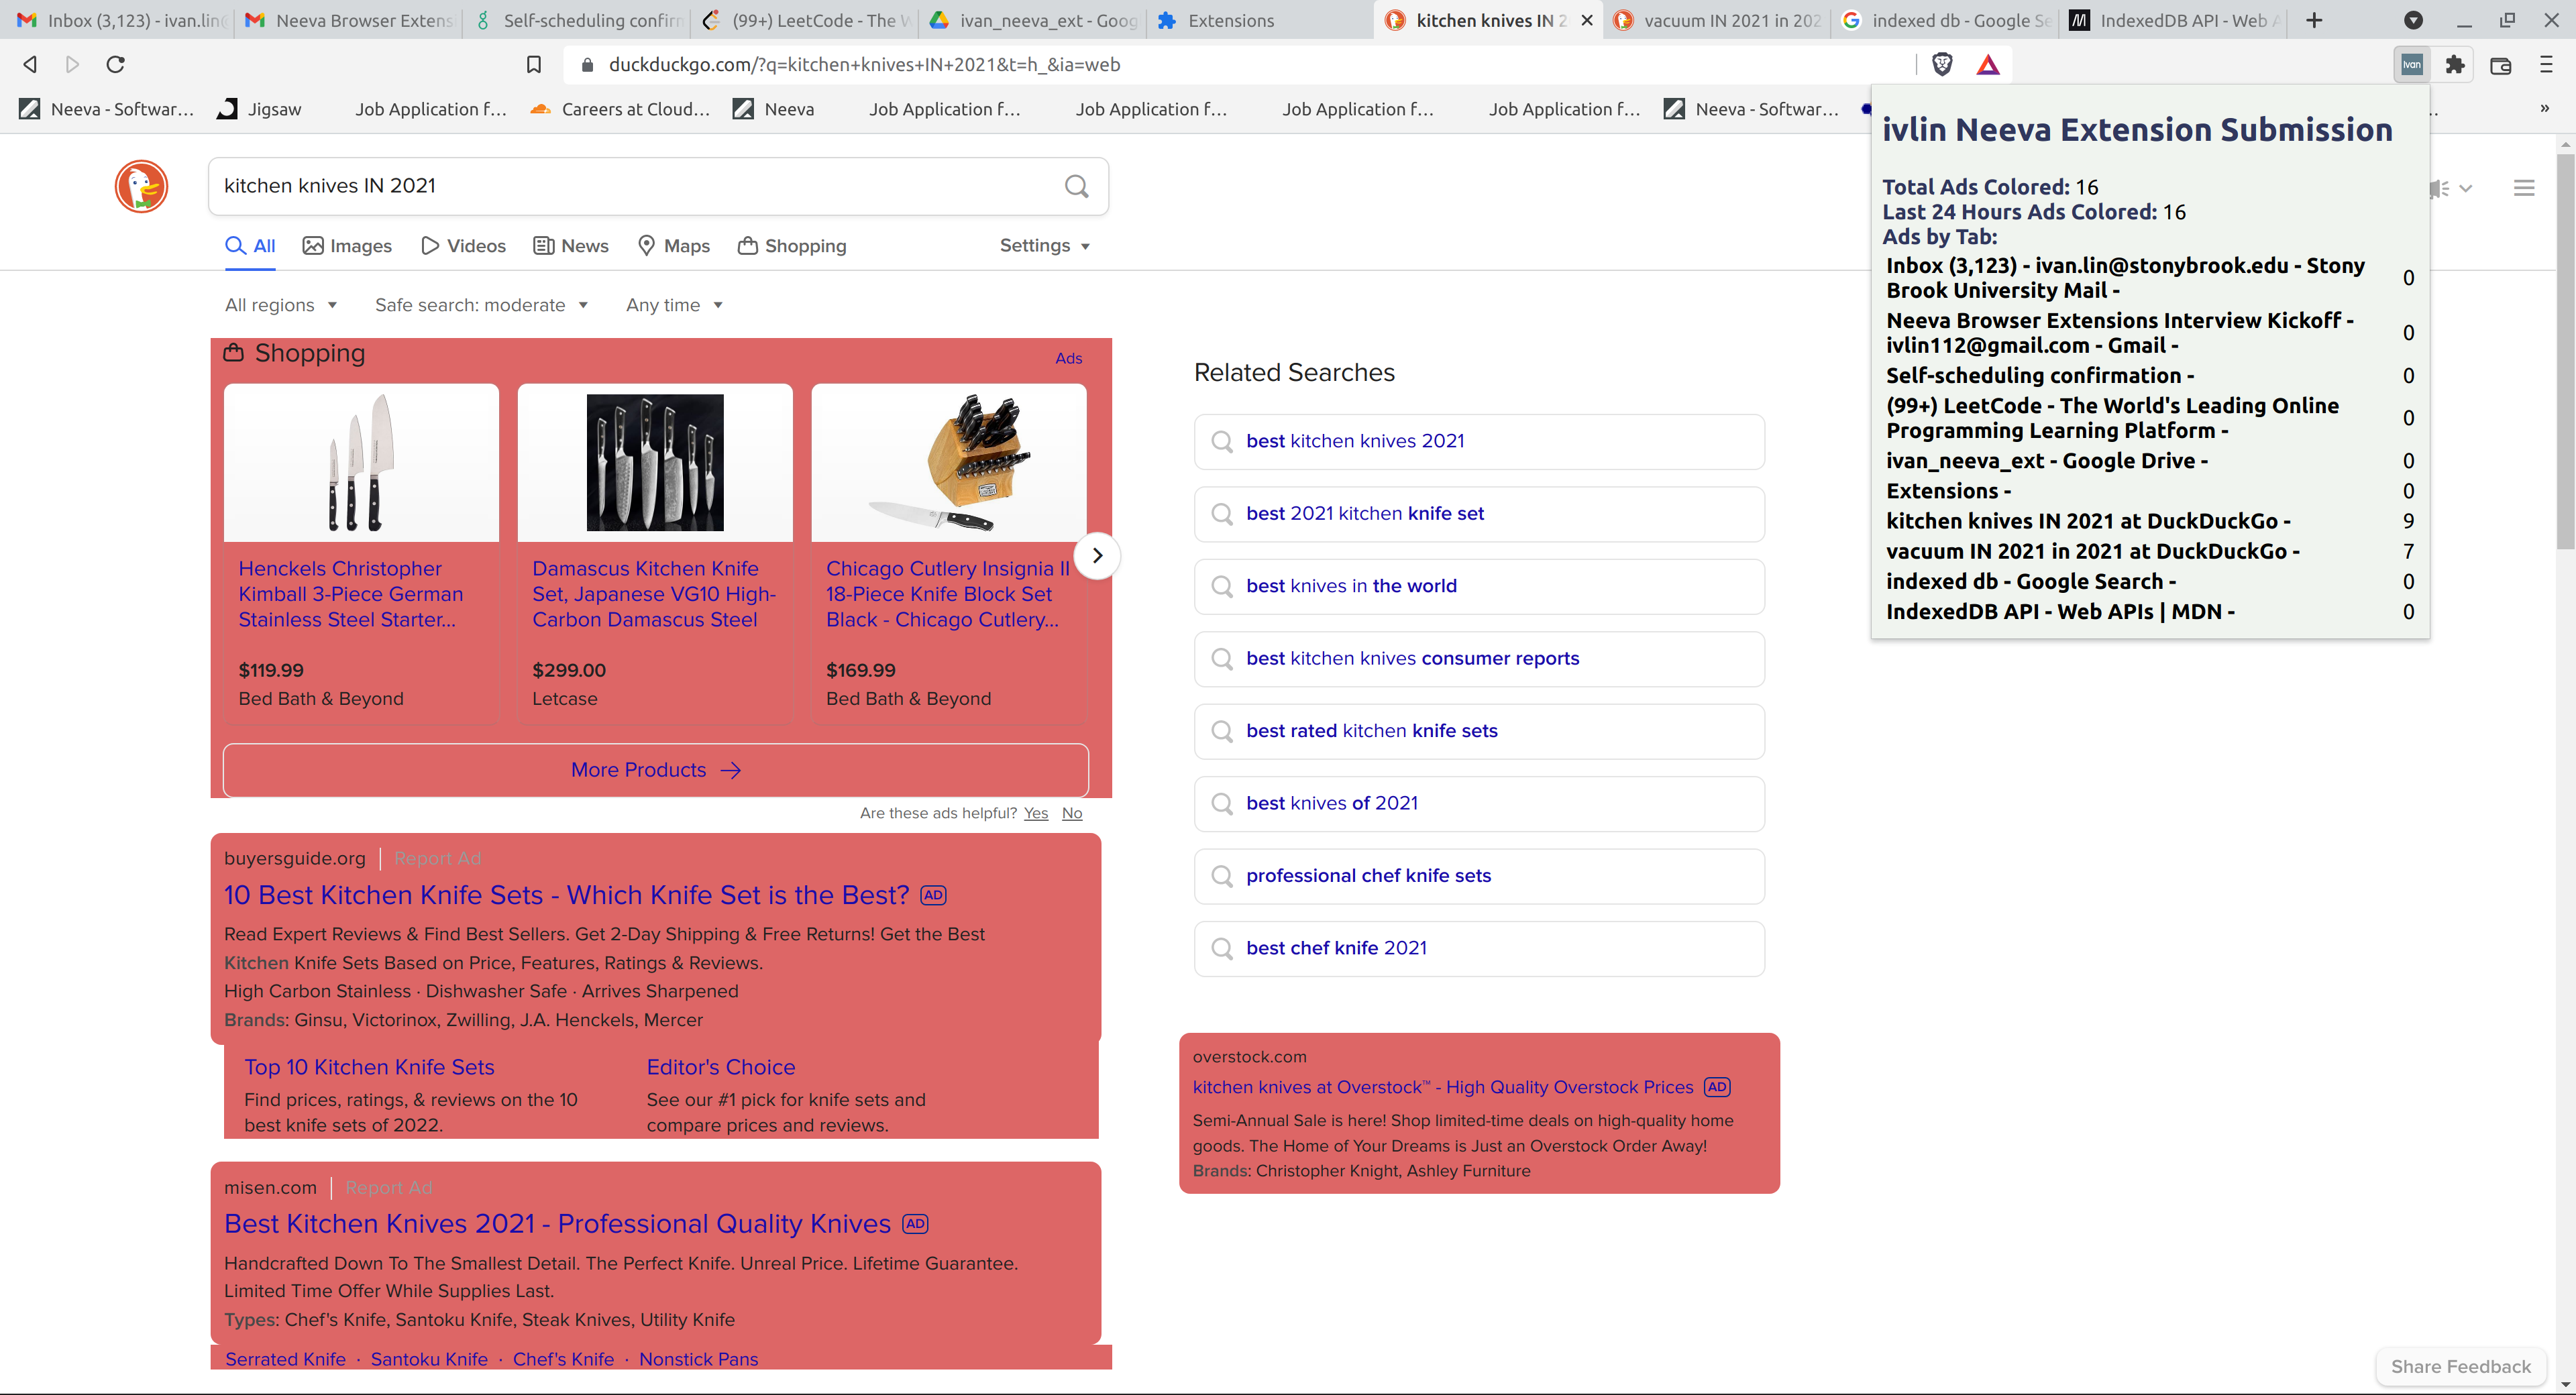 Inbox (3,123) - ivan.lin@
Neeva Browser Extens
Self-scheduling confirm
(99+) LeetCode - The W
ivan_neeva_ext - Goog
Extensions
kitchen knives IN 2
vacuum IN 2021 in 202
indexed db - Google Se
IndexedDB API - Web A
duckduckgo.com/?q=kitchen+knives+IN+2021&t=h_&ia=web
Ivan
Neeva - Softwar...
Jigsaw
Job Application f...
Careers at Cloud...
Neeva
Job Application f...
Job Application f...
Job Application f...
Job Application f...
Neeva - Softwar...
»
kitchen knives IN 2021
All
Images
Videos
News
Maps
Shopping
Settings
All regions
Safe search: moderate
Any time
Shopping
Ads
Henckels Christopher
Kimball 3-Piece German
Stainless Steel Starter...
$119.99
Bed Bath & Beyond
Damascus Kitchen Knife
Set, Japanese VG10 High-
Carbon Damascus Steel
$299.00
Letcase
Chicago Cutlery Insignia II
18-Piece Knife Block Set
Black - Chicago Cutlery...
$169.99
Bed Bath & Beyond
More Products
Are these ads helpful? Yes No
buyersguide.org | Report Ad
10 Best Kitchen Knife Sets - Which Knife Set is the Best? AD
Read Expert Reviews & Find Best Sellers. Get 2-Day Shipping & Free Returns! Get the Best
Kitchen Knife Sets Based on Price, Features, Ratings & Reviews.
High Carbon Stainless · Dishwasher Safe · Arrives Sharpened
Brands: Ginsu, Victorinox, Zwilling, J.A. Henckels, Mercer
Top 10 Kitchen Knife Sets
Find prices, ratings, & reviews on the 10
best knife sets of 2022.
Editor's Choice
See our #1 pick for knife sets and
compare prices and reviews.
misen.com | Report Ad
Best Kitchen Knives 2021 - Professional Quality Knives AD
Handcrafted Down To The Smallest Detail. The Perfect Knife. Unreal Price. Lifetime Guarantee.
Limited Time Offer While Supplies Last.
Types: Chef's Knife, Santoku Knife, Steak Knives, Utility Knife
Serrated Knife · Santoku Knife · Chef's Knife · Nonstick Pans
Related Searches
best kitchen knives 2021
best 2021 kitchen knife set
best knives in the world
best kitchen knives consumer reports
best rated kitchen knife sets
best knives of 2021
professional chef knife sets
best chef knife 2021
overstock.com
kitchen knives at Overstock™ - High Quality Overstock Prices AD
Semi-Annual Sale is here! Shop limited-time deals on high-quality home
goods. The Home of Your Dreams is Just an Overstock Order Away!
Brands: Christopher Knight, Ashley Furniture
ivlin Neeva Extension Submission
Total Ads Colored: 16
Last 24 Hours Ads Colored: 16
Ads by Tab:
Inbox (3,123) - ivan.lin@stonybrook.edu - Stony
Brook University Mail - 0
Neeva Browser Extensions Interview Kickoff -
ivlin112@gmail.com - Gmail - 0
Self-scheduling confirmation - 0
(99+) LeetCode - The World's Leading Online
Programming Learning Platform - 0
ivan_neeva_ext - Google Drive - 0
Extensions - 0
kitchen knives IN 2021 at DuckDuckGo - 9
vacuum IN 2021 in 2021 at DuckDuckGo - 7
indexed db - Google Search - 0
IndexedDB API - Web APIs | MDN - 0
Share Feedback